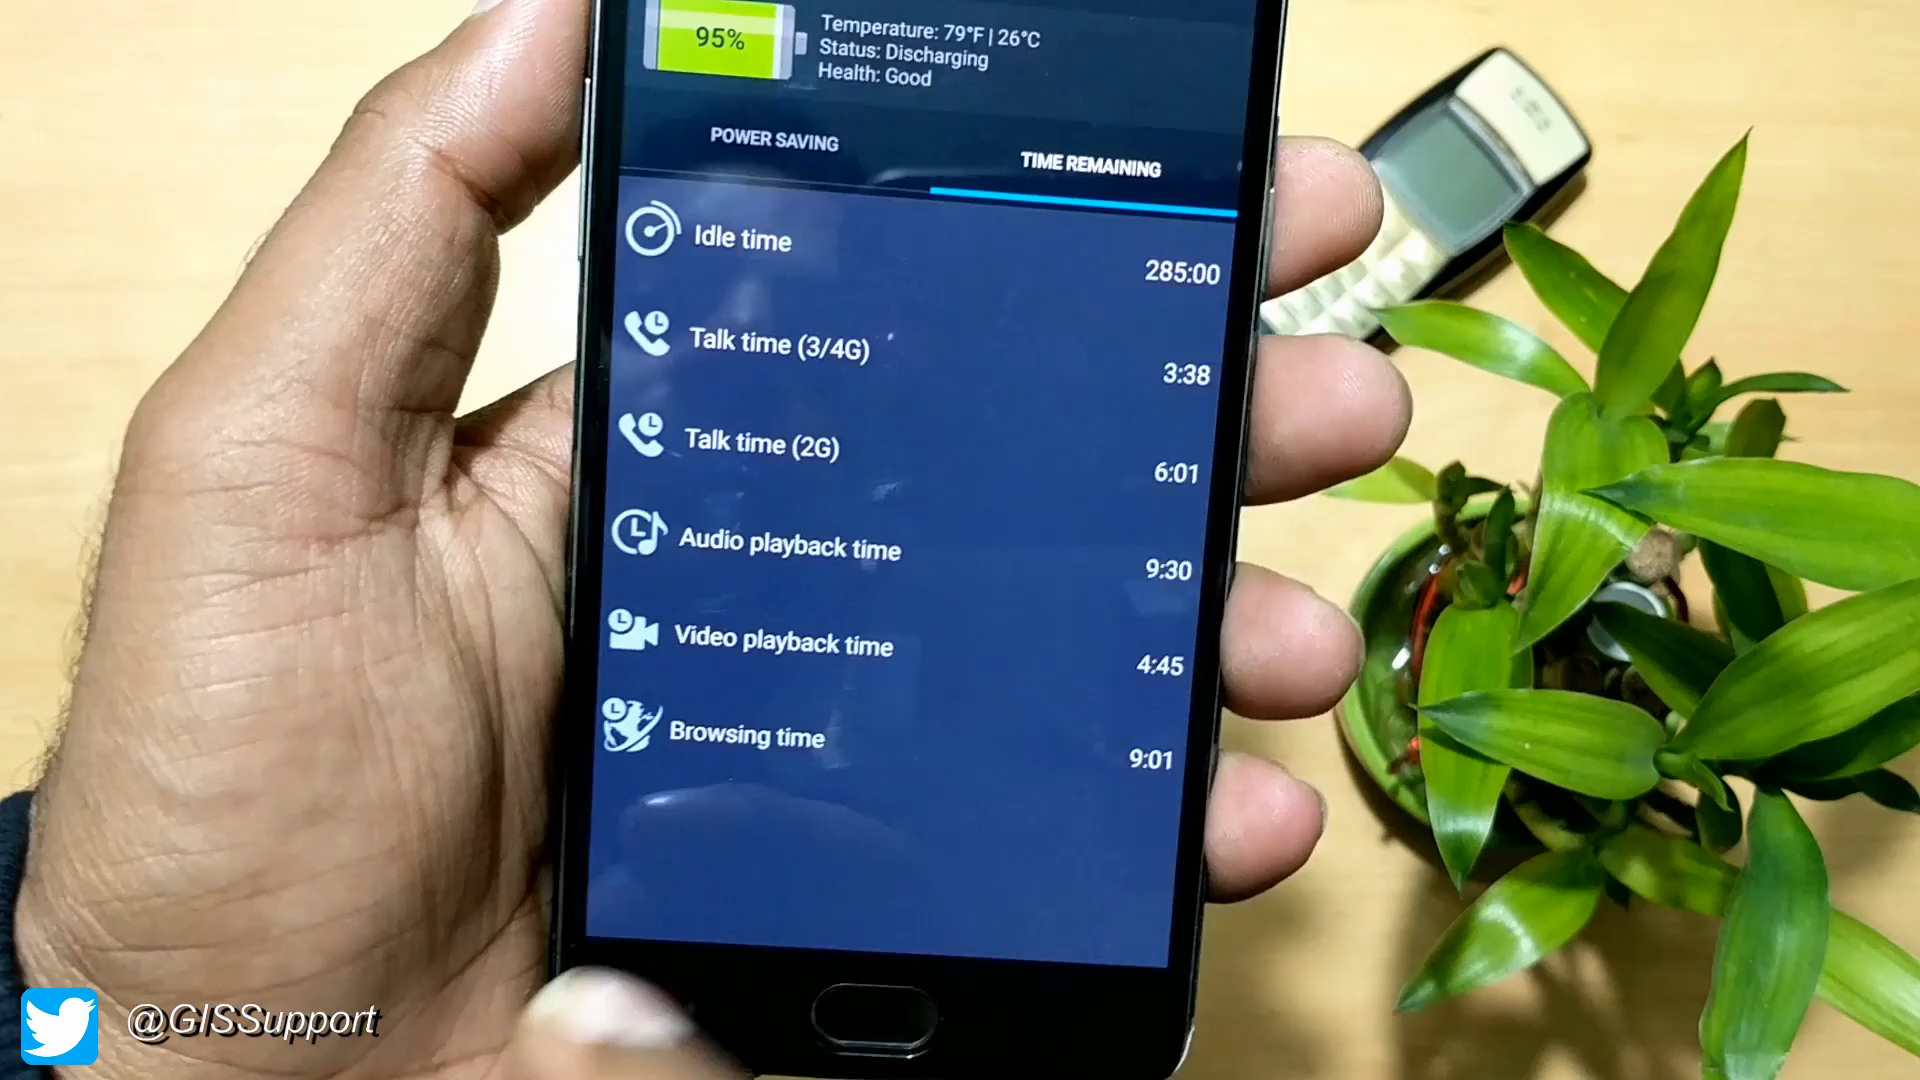 95%
Temperature: 79°F | 26°C
Status: Discharging
Health: Good
POWER SAVING
TIME REMAINING
Idle time
285:00
Talk time (3/4G)
3:38
Talk time (2G)
6:01
Audio playback time
9:30
Video playback time
4:45
Browsing time
9:01
@GISSupport